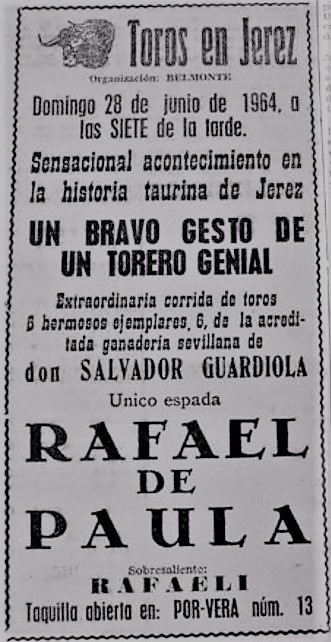 Toros en Jerez
Organización: BELMONTE
Domingo 28 de junio de 1964, a
las SIETE de la tarde.
Sensacional acontecimiento en
la historia taurina de Jerez
UN BRAVO GESTO DE
UN TORERO GENIAL
Extraordinaria corrida de toros
6 hermosos ejemplares, 6, de la acredi-
tada ganadería sevillana de
don SALVADOR GUARDIOLA
Unico espada
RAFAEL
DE
PAULA
Sobresaliente:
RAFAELI
Taquilla abierta en: POR-VERA núm. 13